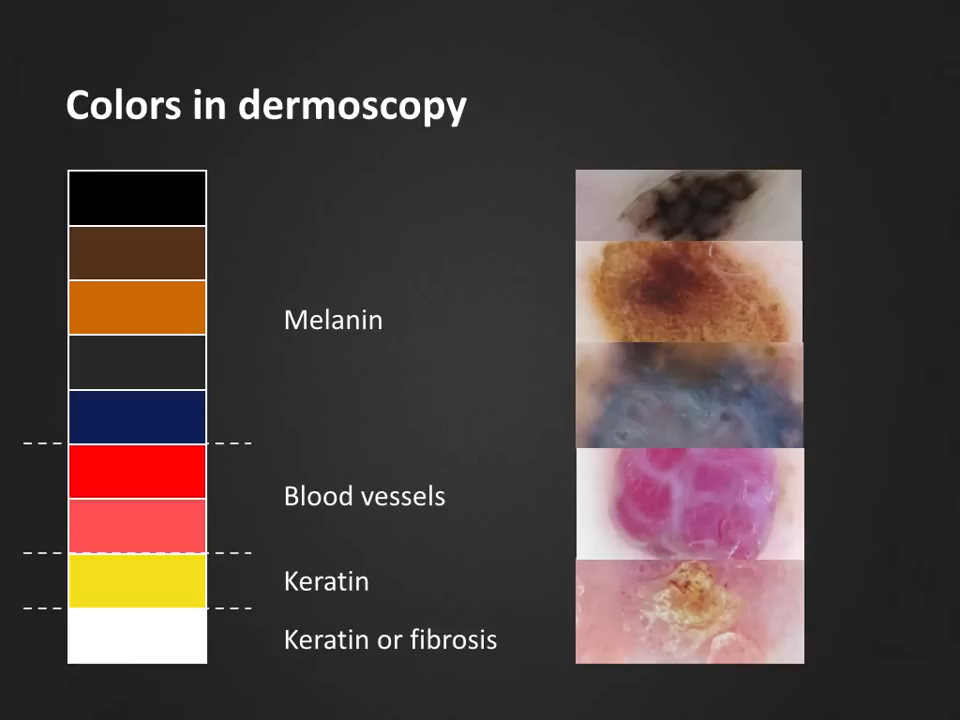 Colors in dermoscopy
Melanin
Blood vessels
Keratin
Keratin or fibrosis